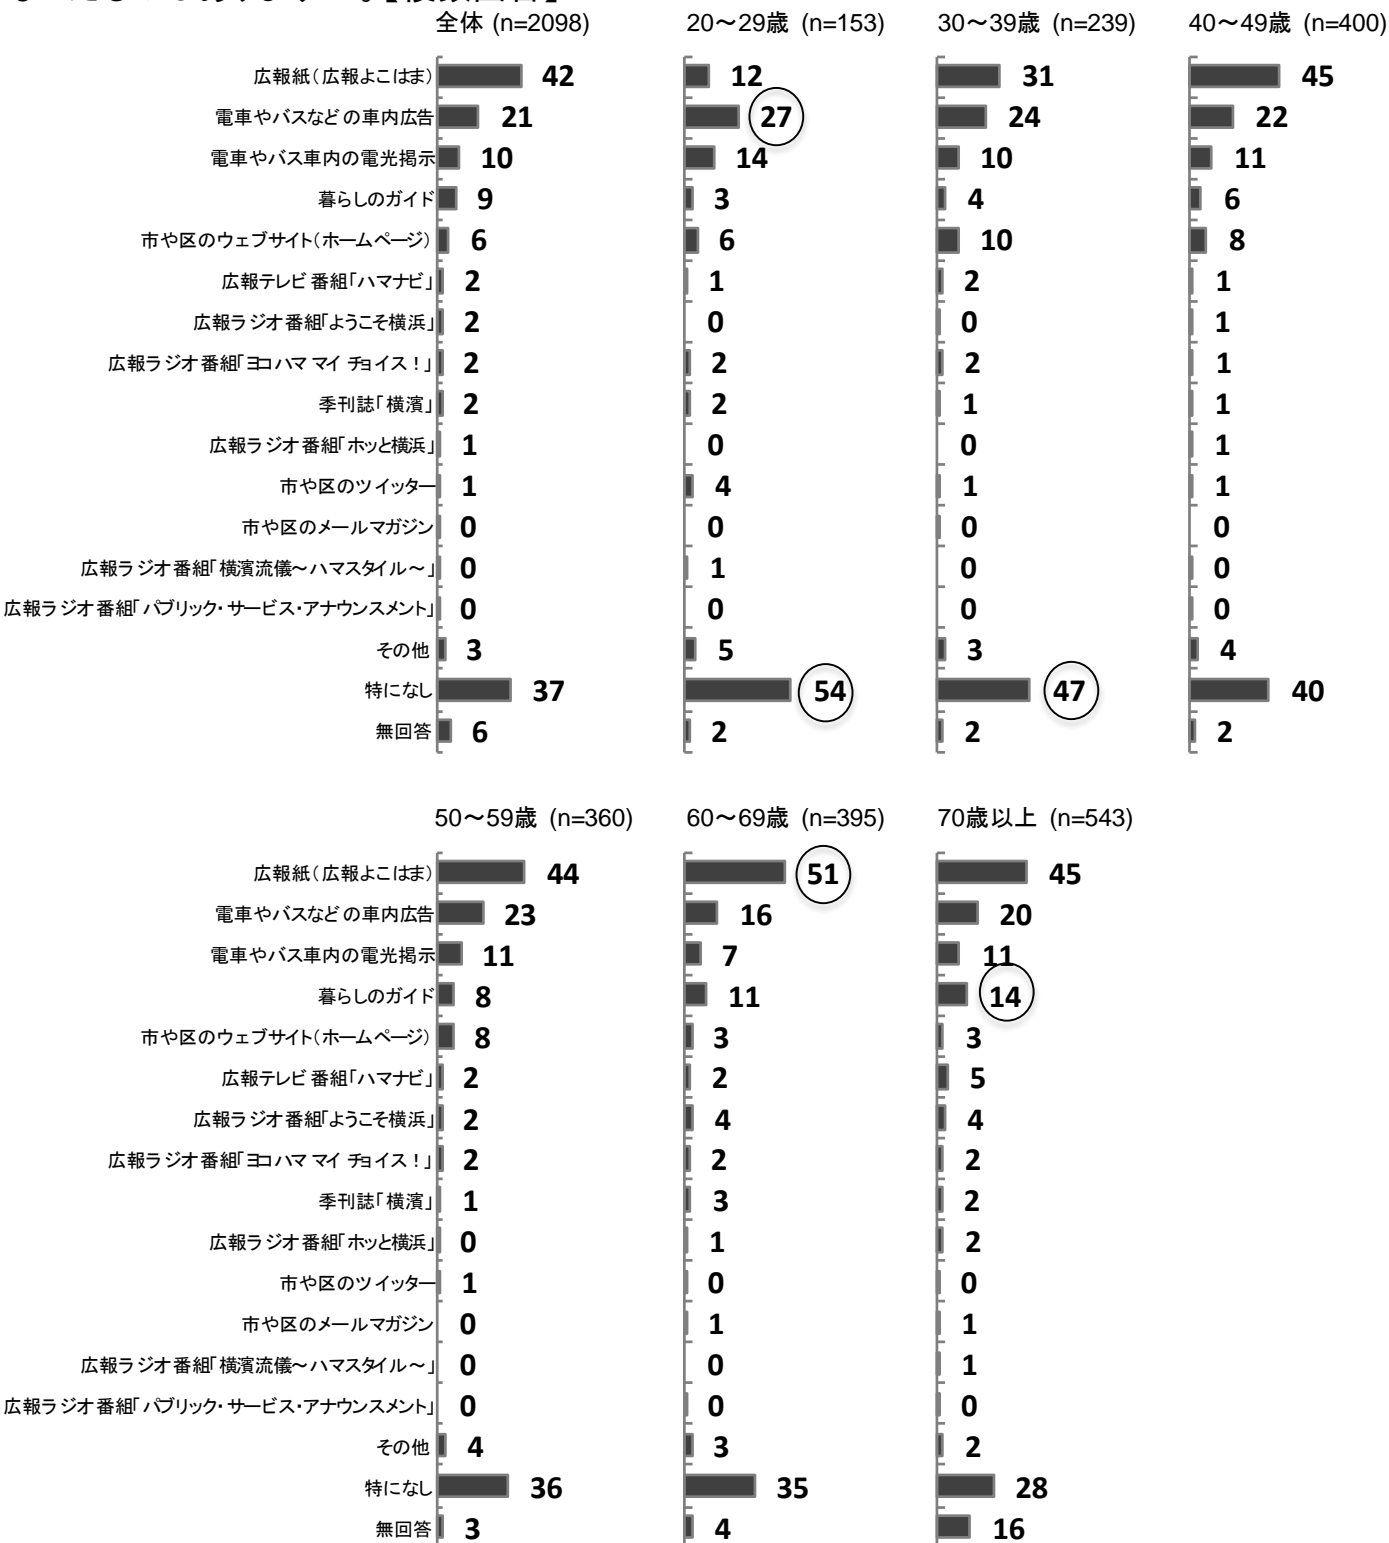 全体 (n=2098) 20～29歳 (n=153) 30～39歳 (n=239) 40～49歳 (n=400)
広報紙（広報よこはま） 42 12 31 45
電車やバスなどの車内広告 21 27 24 22
電車やバス車内の電光掲示 10 14 10 11
暮らしのガイド 9 3 4 6
市や区のウェブサイト（ホームページ） 6 6 10 8
広報テレビ番組「ハマナビ」 2 1 2 1
広報ラジオ番組「ようこそ横浜」 2 0 0 1
広報ラジオ番組「ヨコハマ マイ チョイス！」 2 2 2 1
季刊誌「横濱」 2 2 1 1
広報ラジオ番組「ホッと横浜」 1 0 0 1
市や区のツイッター 1 4 1 1
市や区のメールマガジン 0 0 0 0
広報ラジオ番組「横濱流儀～ハマスタイル～」 0 1 0 0
広報ラジオ番組「パブリック・サービス・アナウンスメント」 0 0 0 0
その他 3 5 3 4
特になし 37 54 47 40
無回答 6 2 2 2
50～59歳 (n=360) 60～69歳 (n=395) 70歳以上 (n=543)
広報紙（広報よこはま） 44 51 45
電車やバスなどの車内広告 23 16 20
電車やバス車内の電光掲示 11 7 11
暮らしのガイド 8 11 14
市や区のウェブサイト（ホームページ） 8 3 3
広報テレビ番組「ハマナビ」 2 2 5
広報ラジオ番組「ようこそ横浜」 2 4 4
広報ラジオ番組「ヨコハマ マイ チョイス！」 2 2 2
季刊誌「横濱」 1 3 2
広報ラジオ番組「ホッと横浜」 0 1 2
市や区のツイッター 1 0 0
市や区のメールマガジン 0 1 1
広報ラジオ番組「横濱流儀～ハマスタイル～」 0 0 1
広報ラジオ番組「パブリック・サービス・アナウンスメント」 0 0 0
その他 4 3 2
特になし 36 35 28
無回答 3 4 16